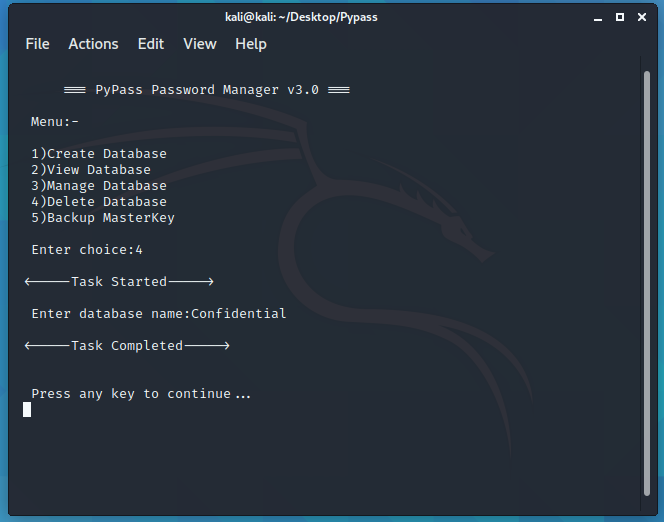 kali@kali: ~/Desktop/Pypass
File Actions Edit View Help
=== PyPass Password Manager v3.0 ===
Menu:-
1)Create Database
2)View Database
3)Manage Database
4)Delete Database
5)Backup MasterKey
Enter choice:4
<-----Task Started----->
Enter database name:Confidential
<-----Task Completed----->
Press any key to continue...